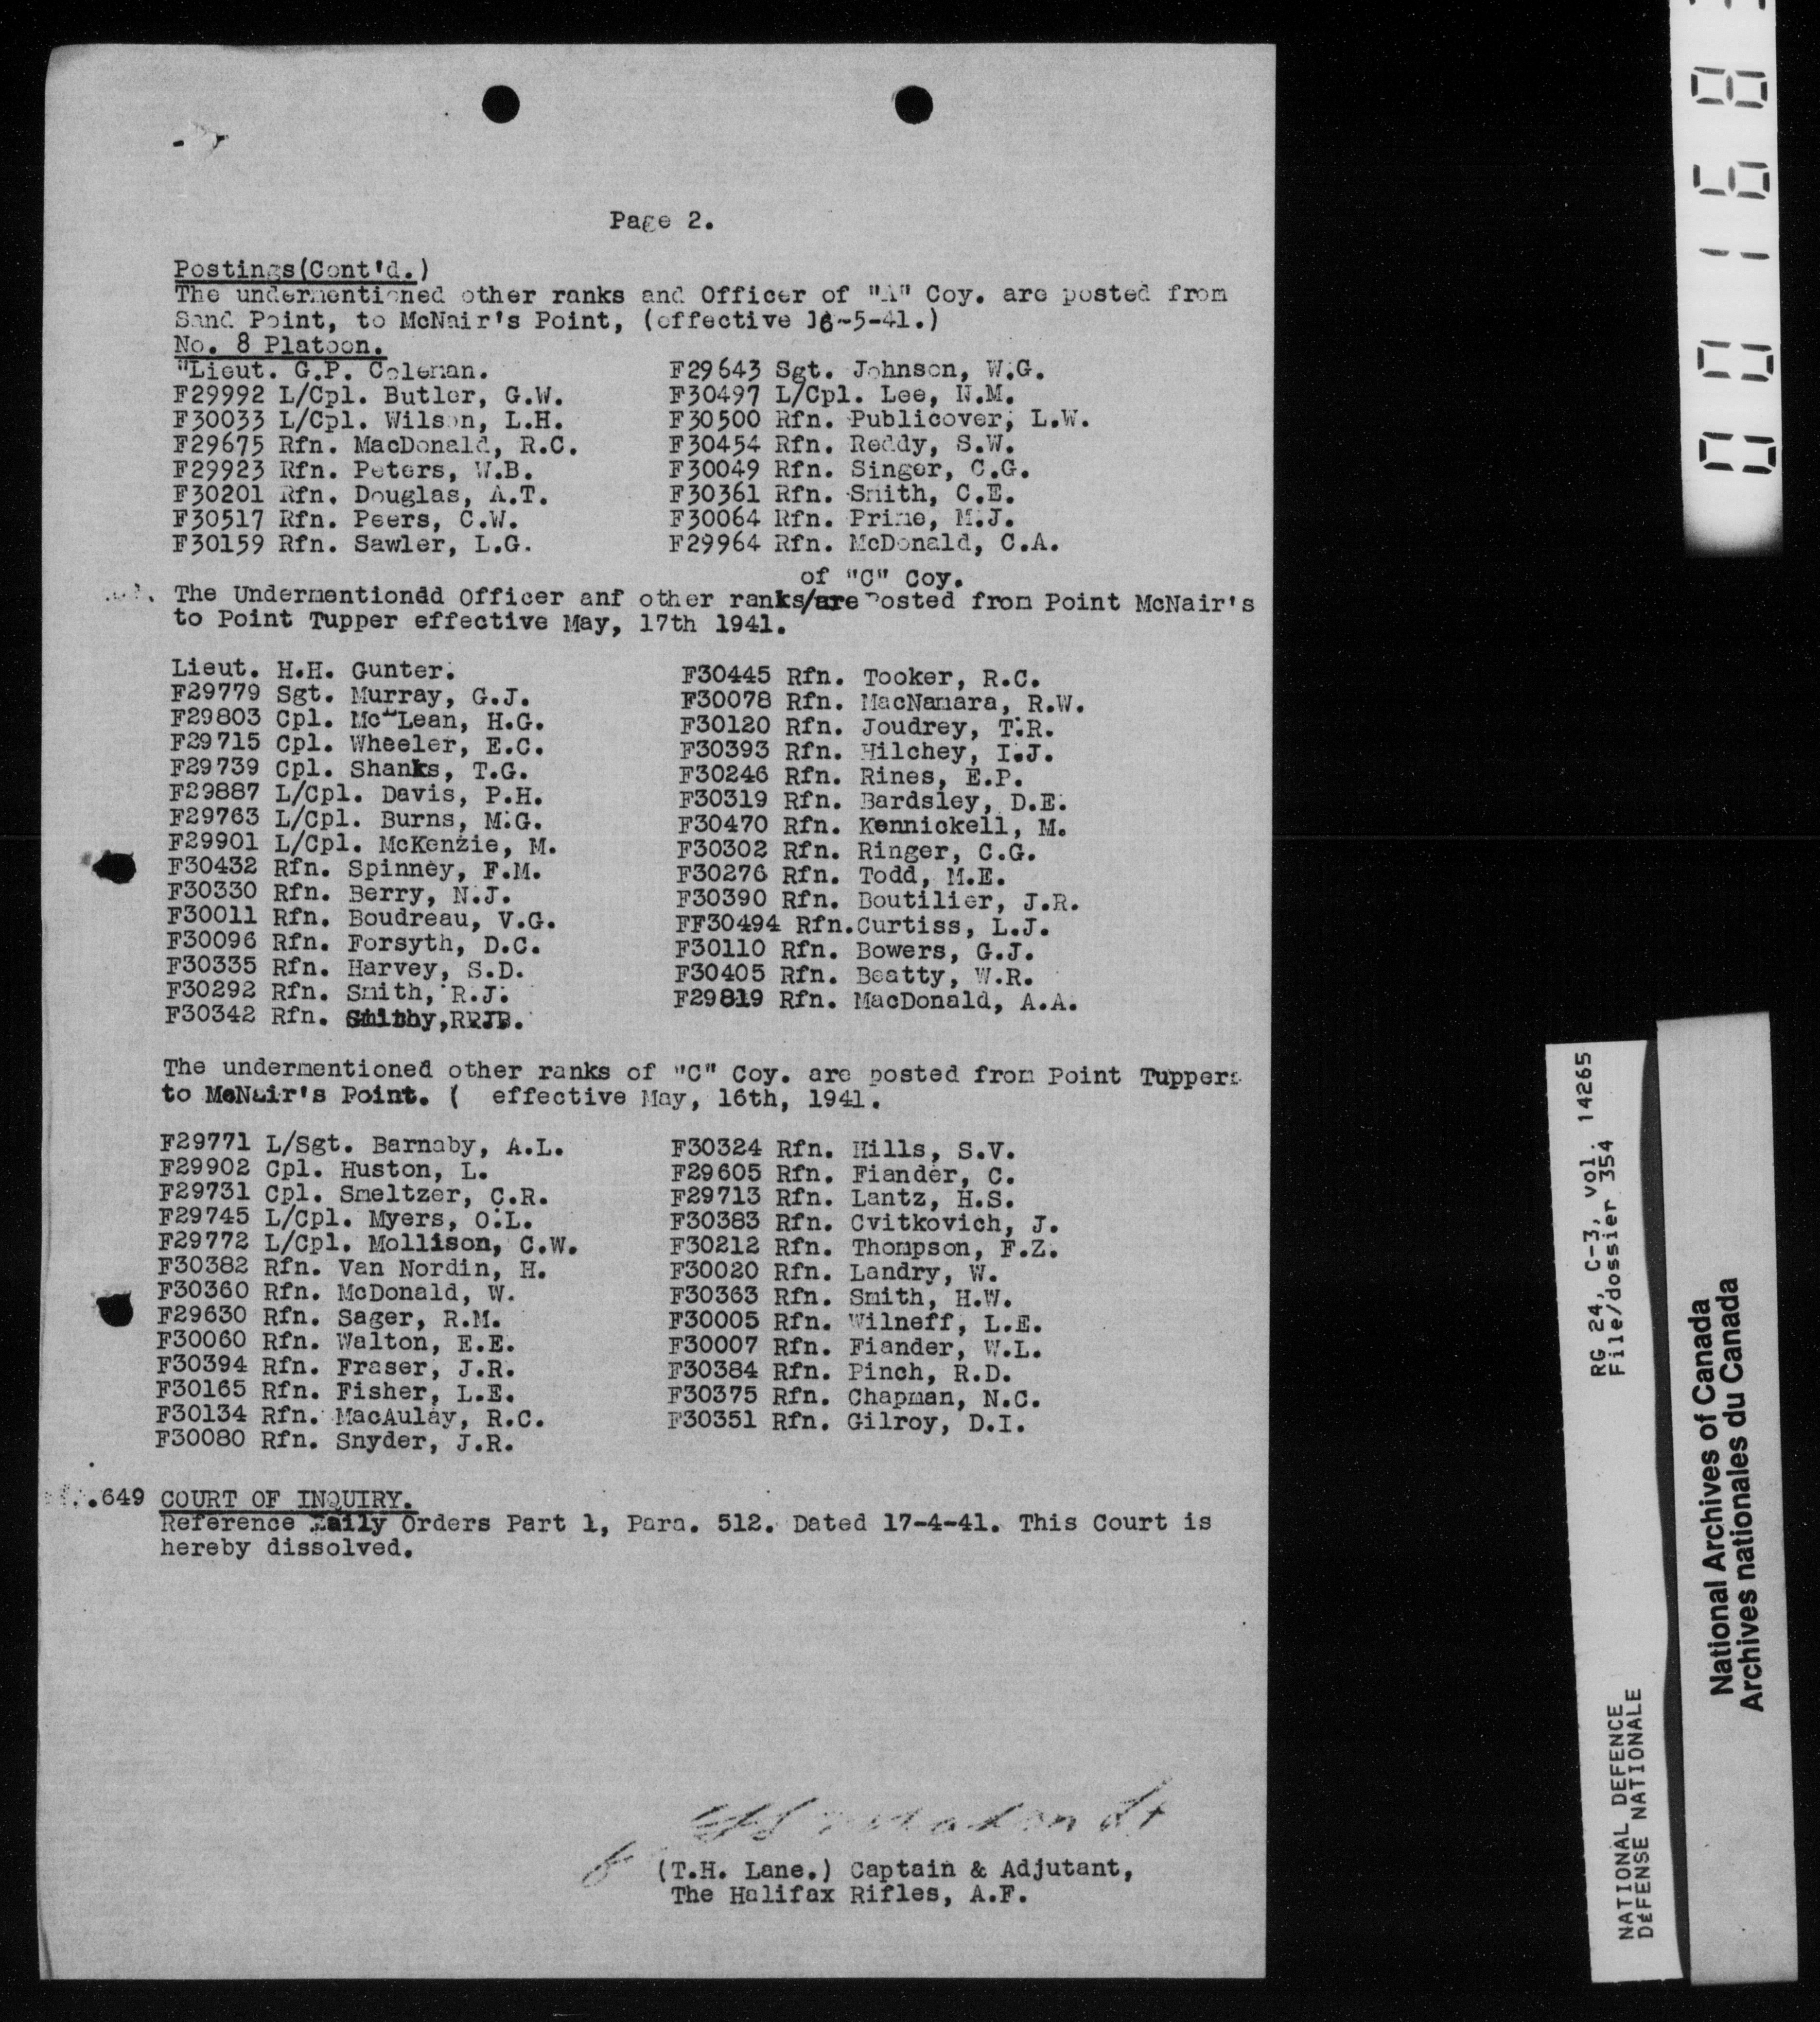 Page 2.
Postings(Cont'd.)
The undermentioned other ranks and Officer of "A" Coy. are posted from
Sand Point, to McNair's Point, (effective 16-5-41.)
No. 8 Platoon.
"Lieut. G.P. Coleman.
F29992 L/Cpl. Butler, G.W.
F30033 L/Cpl. Wilson, L.H.
F29675 Rfn. MacDonald, R.C.
F29923 Rfn. Peters, W.B.
F30201 Rfn. Douglas, A.T.
F30517 Rfn. Peers, C.W.
F30159 Rfn. Sawler, L.G.
F29643 Sgt. Johnson, W.G.
F30497 L/Cpl. Lee, N.M.
F30500 Rfn. Publicover, L.W.
F30454 Rfn. Reddy, S.W.
F30049 Rfn. Singer, C.G.
F30361 Rfn. Smith, C.E.
F30064 Rfn. Prime, M.J.
F29964 Rfn. McDonald, C.A.
of "C" Coy.
The Undermentiondd Officer anf other ranks/are Posted from Point McNair's
to Point Tupper effective May, 17th 1941.
Lieut. H.H. Gunter.
F29779 Sgt. Murray, G.J.
F29803 Cpl. McLean, H.G.
F29715 Cpl. Wheeler, E.C.
F29739 Cpl. Shanks, T.G.
F29887 L/Cpl. Davis, P.H.
F29763 L/Cpl. Burns, M.G.
F29901 L/Cpl. McKenzie, M.
F30432 Rfn. Spinney, F.M.
F30330 Rfn. Berry, N.J.
F30011 Rfn. Boudreau, V.G.
F30096 Rfn. Forsyth, D.C.
F30335 Rfn. Harvey, S.D.
F30292 Rfn. Smith, R.J.
F30342 Rfn.
F30445 Rfn. Tooker, R.C.
F30078 Rfn. MacNamara, R.W.
F30120 Rfn. Joudrey, T.R.
F30393 Rfn. Hilchey, I.J.
F30246 Rfn. Rines, E.P.
F30319 Rfn. Bardsley, D.E.
F30470 Rfn. Kennickell, M.
F30302 Rfn. Ringer, C.G.
F30276 Rfn. Todd, M.E.
F30390 Rfn. Boutilier, J.R.
FF30494 Rfn.Curtiss, L.J.
F30110 Rfn. Bowers, G.J.
F30405 Rfn. Beatty, W.R.
F29819 Rfn. MacDonald, A.A.
The undermentioned other ranks of "C" Coy. are posted from Point Tupper
to McNair's Point. ( effective May, 16th, 1941.
F29771 L/Sgt. Barnaby, A.L.
F29902 Cpl. Huston, L.
F29731 Cpl. Smeltzer, C.R.
F29745 L/Cpl. Myers, O.L.
F29772 L/Cpl. Mollison, C.W.
F30382 Rfn. Van Nordin, H.
F30360 Rfn. McDonald, W.
F29630 Rfn. Sager, R.M.
F30060 Rfn. Walton, E.E.
F30394 Rfn. Fraser, J.R.
F30165 Rfn. Fisher, L.E.
F30134 Rfn. MacAulay, R.C.
F30080 Rfn. Snyder, J.R.
F30324 Rfn. Hills, S.V.
F29605 Rfn. Fiander, C.
F29713 Rfn. Lantz, H.S.
F30383 Rfn. Cvitkovich, J.
F30212 Rfn. Thompson, F.Z.
F30020 Rfn. Landry, W.
F30363 Rfn. Smith, H.W.
F30005 Rfn. Wilneff, L.E.
F30007 Rfn. Fiander, W.L.
F30384 Rfn. Pinch, R.D.
F30375 Rfn. Chapman, N.C.
F30351 Rfn. Gilroy, D.I.
.649 COURT OF INQUIRY.
Reference Daily Orders Part 1, Para. 512. Dated 17-4-41. This Court is
hereby dissolved.
Lt
(T.H. Lane.) Captain & Adjutant,
The Halifax Rifles, A.F.
RG 24, C-3, vol. 14265
File/dossier 354
NATIONAL DEFENCE
DÉFENSE NATIONALE
National Archives of Canada
Archives nationales du Canada